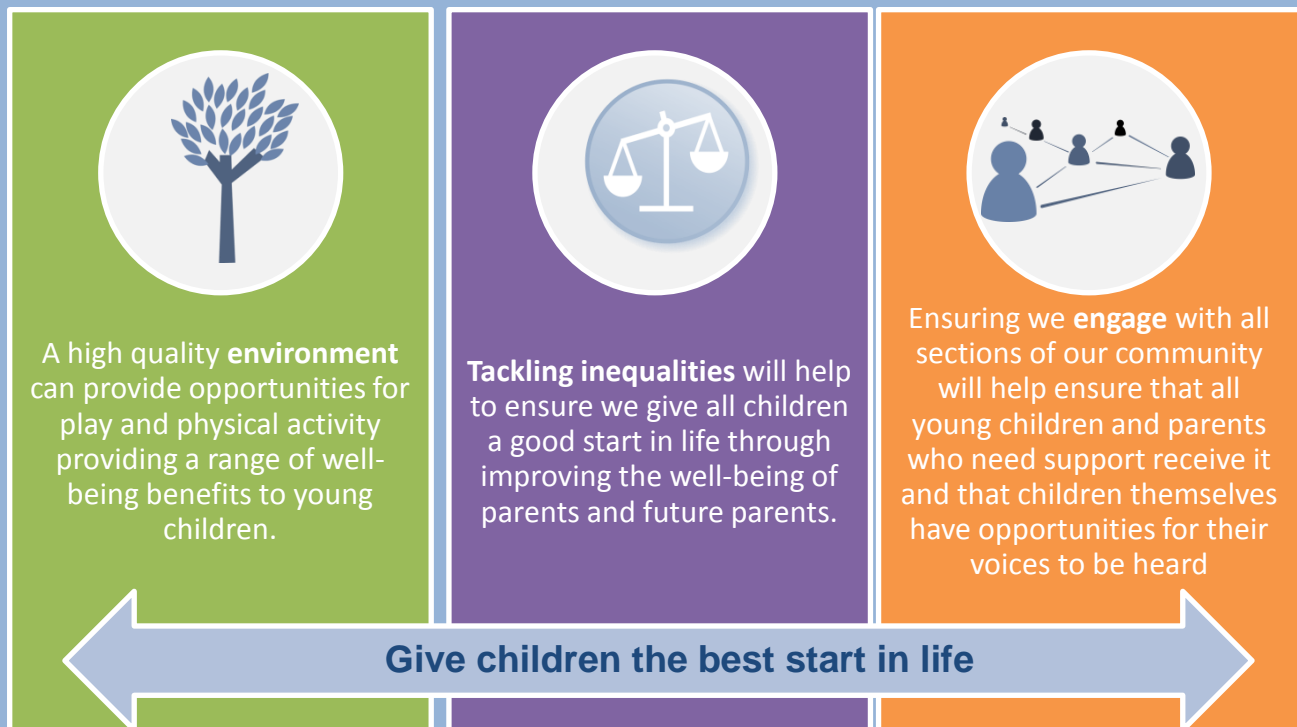 A high quality environment
can provide opportunities for
play and physical activity
providing a range of well-
being benefits to young
children.
Tackling inequalities will help
to ensure we give all children
a good start in life through
improving the well-being of
parents and future parents.
Ensuring we engage with all
sections of our community
will help ensure that all
young children and parents
who need support receive it
and that children themselves
have opportunities for their
voices to be heard
Give children the best start in life